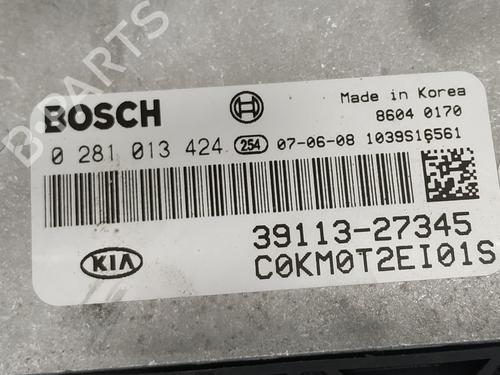 B-PARTS
BOSCH
Made in Korea
8604 0170
0 281 013 424 254 07-06-08 1039S16561
39113-27345
KIA
C0KM0T2EI01S